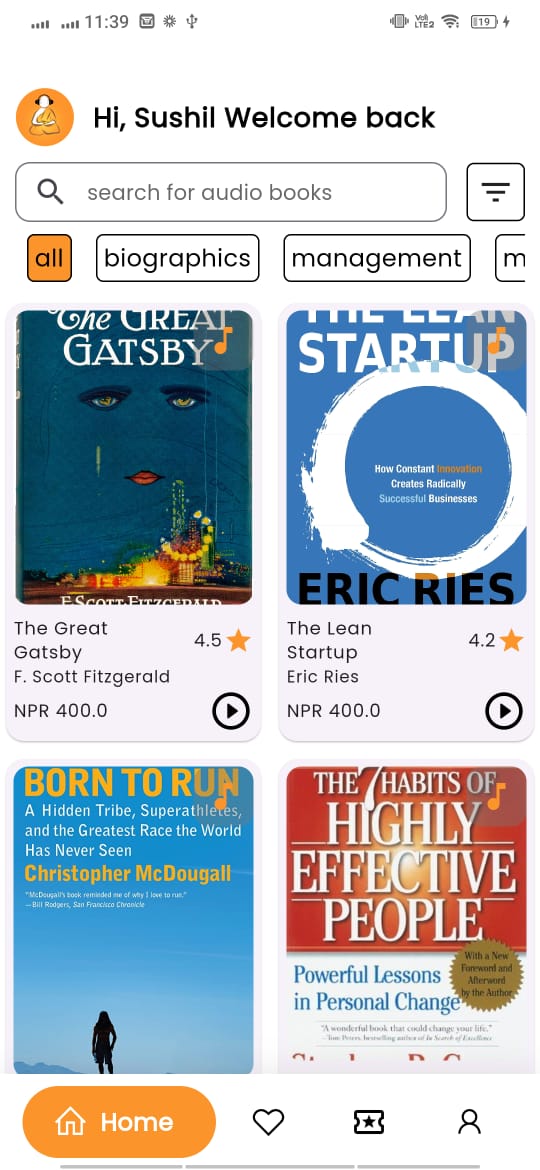 11:39 Vo) LTE2 19
Hi, Sushil Welcome back
search for audio books
all biographics management m
The GREAT
GATSBY
F. SCOTT FITZGERALD
THE LEAN
STARTUP
How Constant Innovation
Creates Radically
Successful Businesses
ERIC RIES
The Great
Gatsby
4.5
F. Scott Fitzgerald
NPR 400.0
The Lean
Startup
4.2
Eric Ries
NPR 400.0
BORN TO RUN
A Hidden Tribe, Superathletes,
and the Greatest Race the World
Has Never Seen
Christopher McDougall
"McDougall's book reminded me of why I love to run."
—Bill Rodgers, San Francisco Chronicle
THE 7 HABITS OF
HIGHLY
EFFECTIVE
PEOPLE
With a New
Foreword and
Afterword
by the Author
Powerful Lessons
in Personal Change
"A wonderful book that could change your life."
—Tom Peters, bestselling author of In Search of Excellence
Home